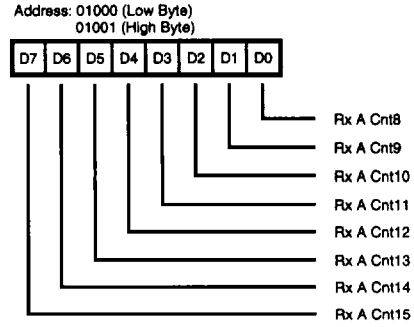 Address: 01000 (Low Byte)
01001 (High Byte)
D7 D6 D5 D4 D3 D2 D1 D0
Rx A Cnt8
Rx A Cnt9
Rx A Cnt10
Rx A Cnt11
Rx A Cnt12
Rx A Cnt13
Rx A Cnt14
Rx A Cnt15